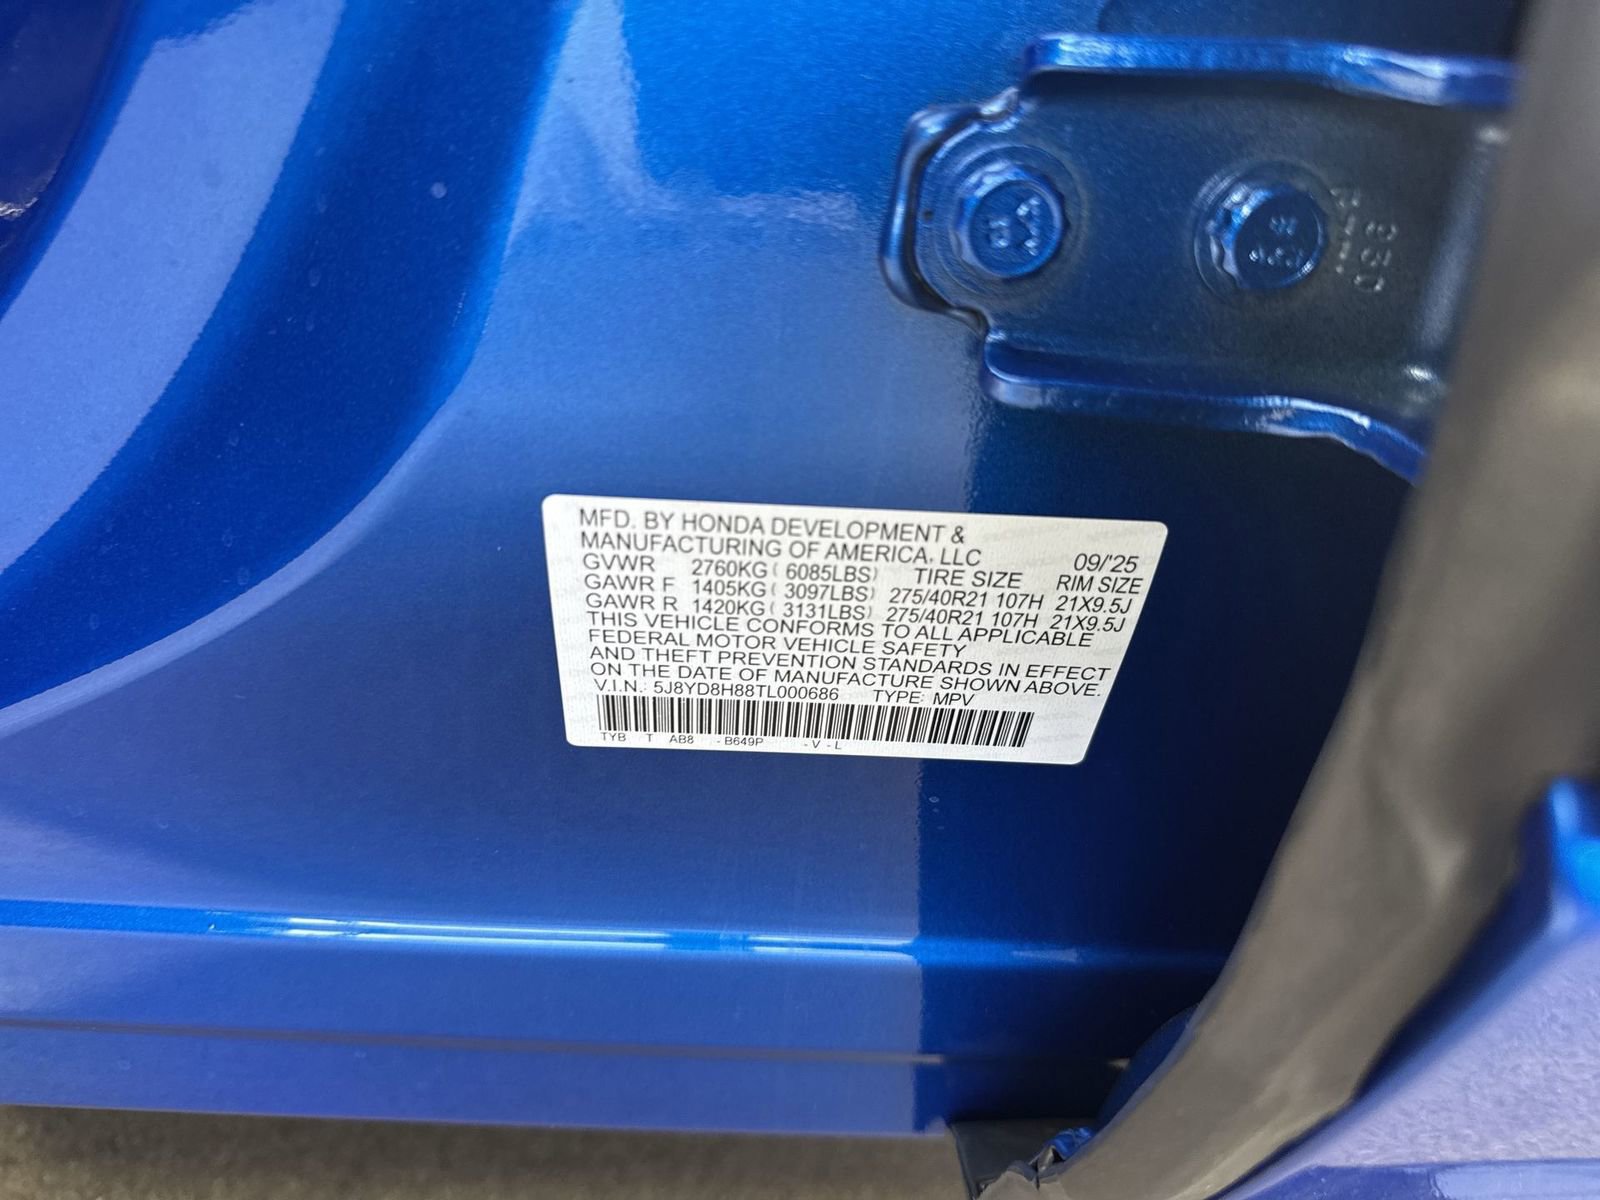 MFD. BY HONDA DEVELOPMENT &
MANUFACTURING OF AMERICA, LLC 09/'25
GVWR 2760KG ( 6085LBS) TIRE SIZE RIM SIZE
GAWR F 1405KG ( 3097LBS) 275/40R21 107H 21X9.5J
GAWR R 1420KG ( 3131LBS) 275/40R21 107H 21X9.5J
THIS VEHICLE CONFORMS TO ALL APPLICABLE
FEDERAL MOTOR VEHICLE SAFETY
AND THEFT PREVENTION STANDARDS IN EFFECT
ON THE DATE OF MANUFACTURE SHOWN ABOVE.
V.I.N.: 5J8YD8H88TL000686 TYPE: MPV
TYB T AB8 - B649P - V - L